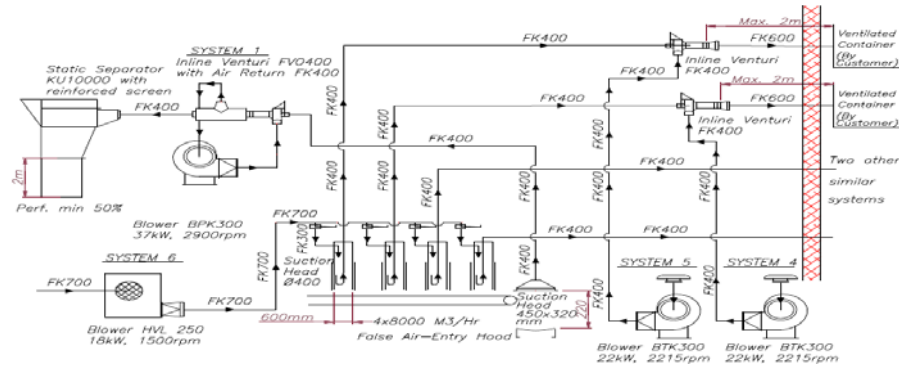 SYSTEM 1
Inline Venturi FVO400
with Air Return FK400
Static Separator
KU10000 with
reinforced screen
FK400
2m
Perf. min 50%
Blower BPK300
37kW, 2900rpm
SYSTEM 6
FK700
FK700
Blower HVL 250
18kW, 1500rpm
FK700
FK700
FK300
Suction
Head
Ø400
600mm
4x8000 M3/Hr
False Air-Entry Hood
FK400
FK400
FK400
FK400
FK400
FK400
FK400
FK400
FK400
FK400
FK400
Suction
Head
450x320
mm
220
Inline Venturi
FK400
Max. 2m
FK600
Ventilated
Container
(By
Customer)
Inline Venturi
FK400
Max. 2m
FK600
Ventilated
Container
(By
Customer)
Two other
similar
systems
FK400
FK400
FK400
FK400
SYSTEM 5
Blower BTK300
22kW, 2215rpm
SYSTEM 4
Blower BTK300
22kW, 2215rpm